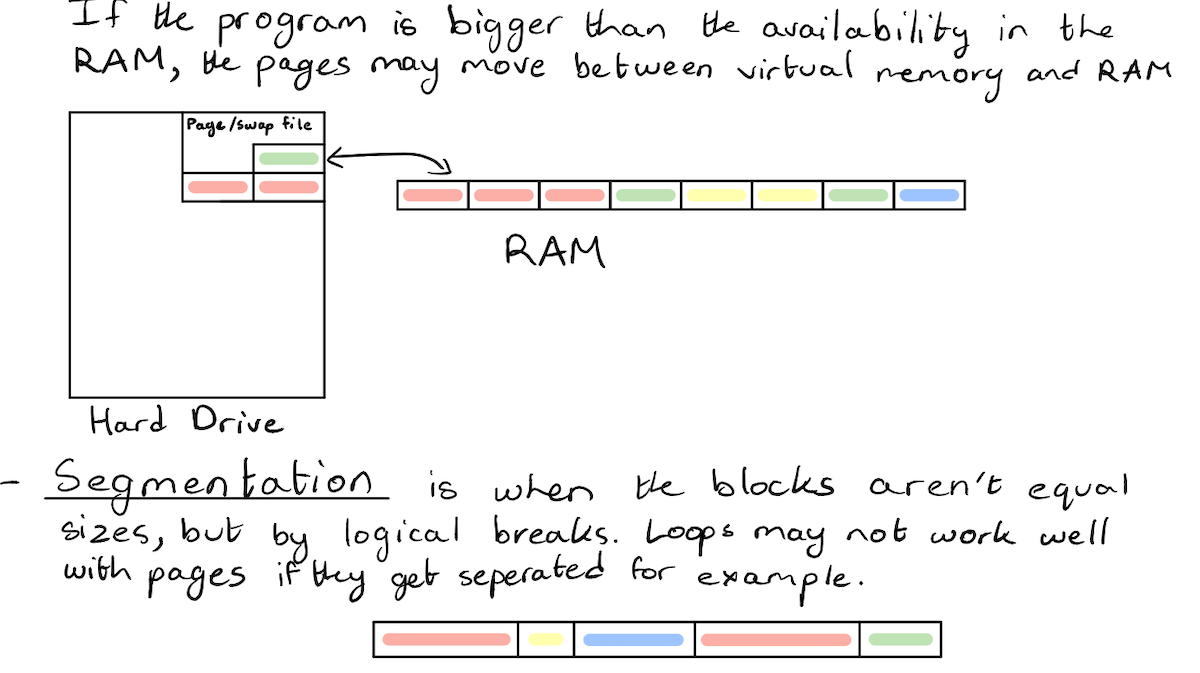 If the program is bigger than the availability in the
RAM, the pages may move between virtual memory and RAM
Page/swap file
RAM
Hard Drive
- Segmentation is when the blocks aren't equal
sizes, but by logical breaks. Loops may not work well
with pages if they get seperated for example.